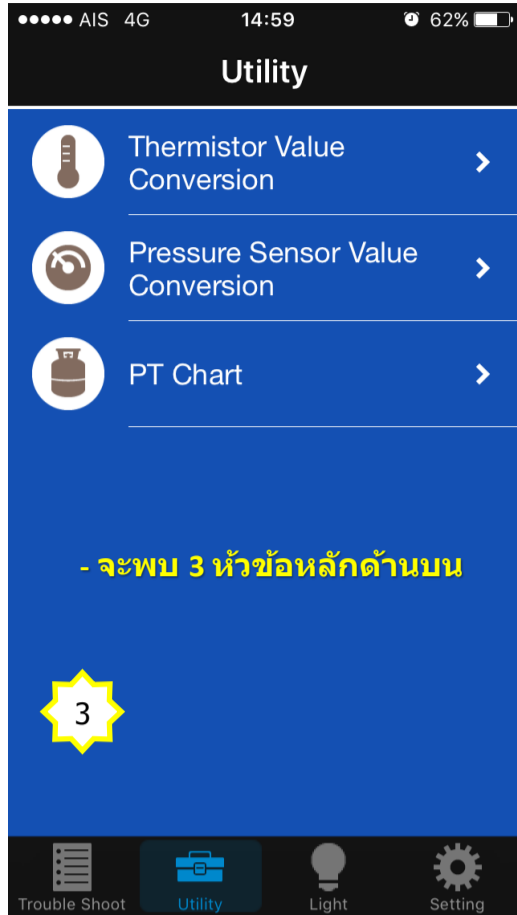 AIS 4G 14:59 62%
Utility
Thermistor Value
Conversion
Pressure Sensor Value
Conversion
PT Chart
- จะพบ 3 หัวข้อหลักด้านบน
3
Trouble Shoot Utility Light Setting